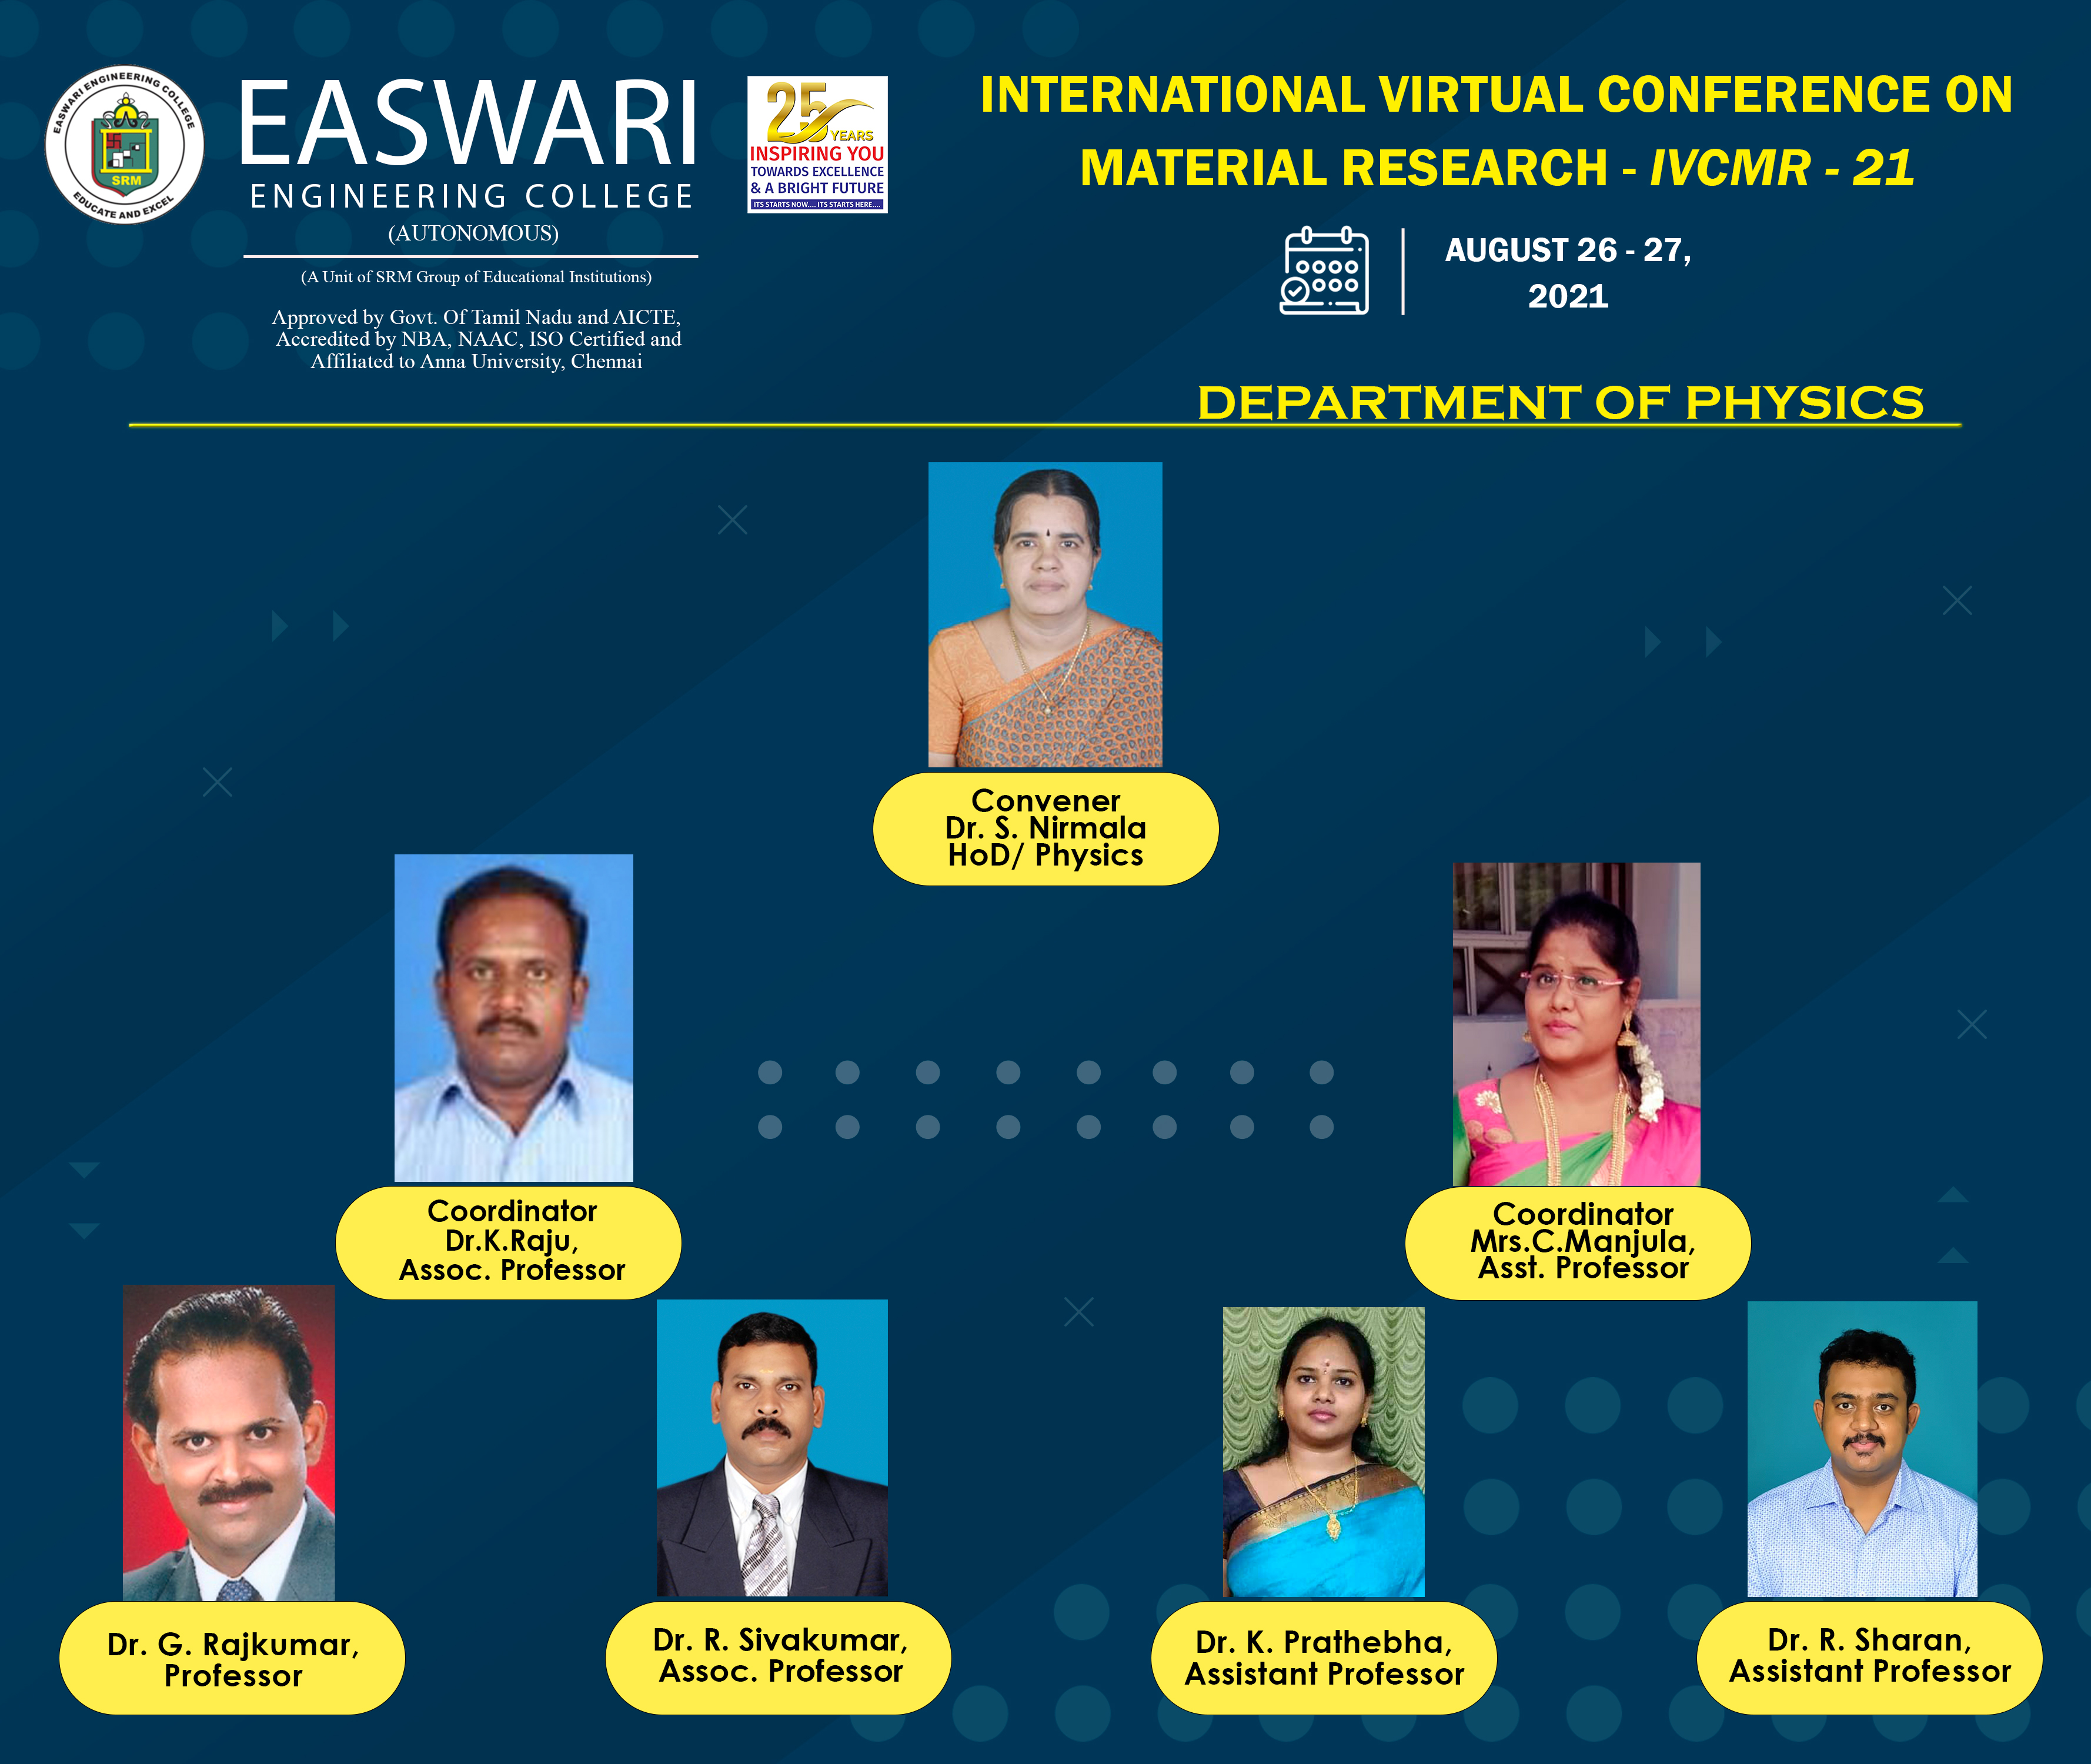 EASWARI ENGINEERING COLLEGE
SRM
EDUCATE AND EXCEL
EASWARI
ENGINEERING COLLEGE
(AUTONOMOUS)
(A Unit of SRM Group of Educational Institutions)
Approved by Govt. Of Tamil Nadu and AICTE,
Accredited by NBA, NAAC, ISO Certified and
Affiliated to Anna University, Chennai
25
YEARS
INSPIRING YOU
TOWARDS EXCELLENCE
& A BRIGHT FUTURE
ITS STARTS NOW.... ITS STARTS HERE....
INTERNATIONAL VIRTUAL CONFERENCE ON
MATERIAL RESEARCH - IVCMR - 21
AUGUST 26 - 27,
2021
DEPARTMENT OF PHYSICS
Convener
Dr. S. Nirmala
HoD/ Physics
Coordinator
Dr.K.Raju,
Assoc. Professor
Coordinator
Mrs.C.Manjula,
Asst. Professor
Dr. G. Rajkumar,
Professor
Dr. R. Sivakumar,
Assoc. Professor
Dr. K. Prathebha,
Assistant Professor
Dr. R. Sharan,
Assistant Professor